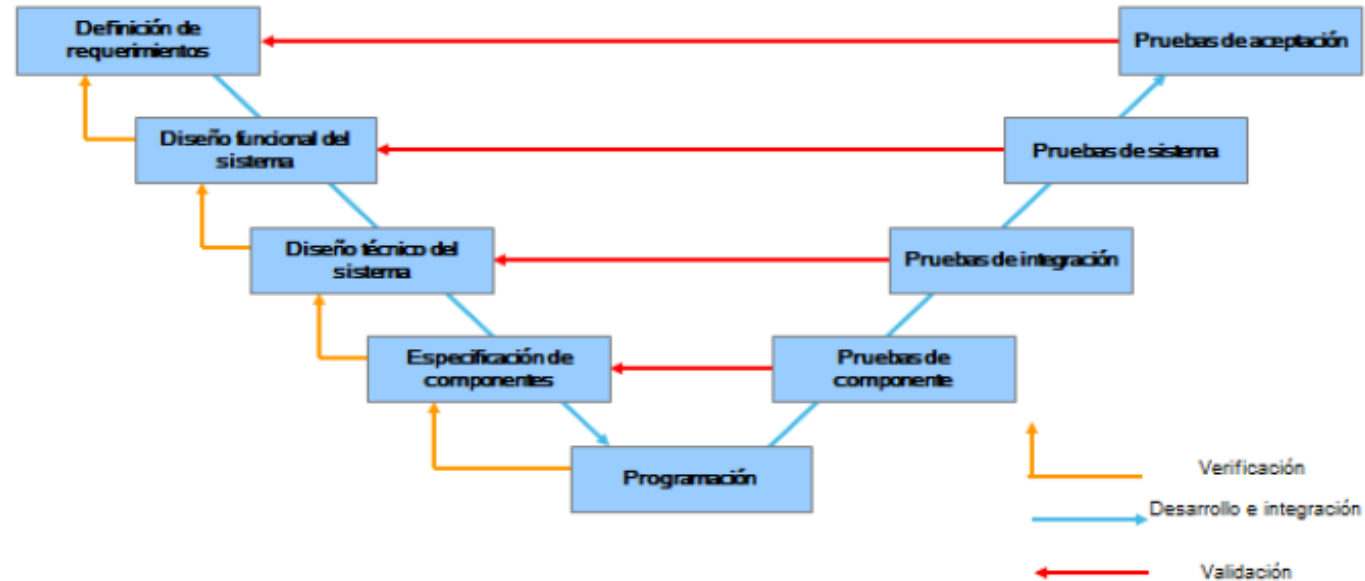 Definición de
requerimientos
Pruebas de aceptación
Diseño funcional del
sistema
Pruebas de sistema
Diseño técnico del
sistema
Pruebas de integración
Especificación de
componentes
Pruebas de
componente
Programación
Verificación
Desarrollo e integración
Validación